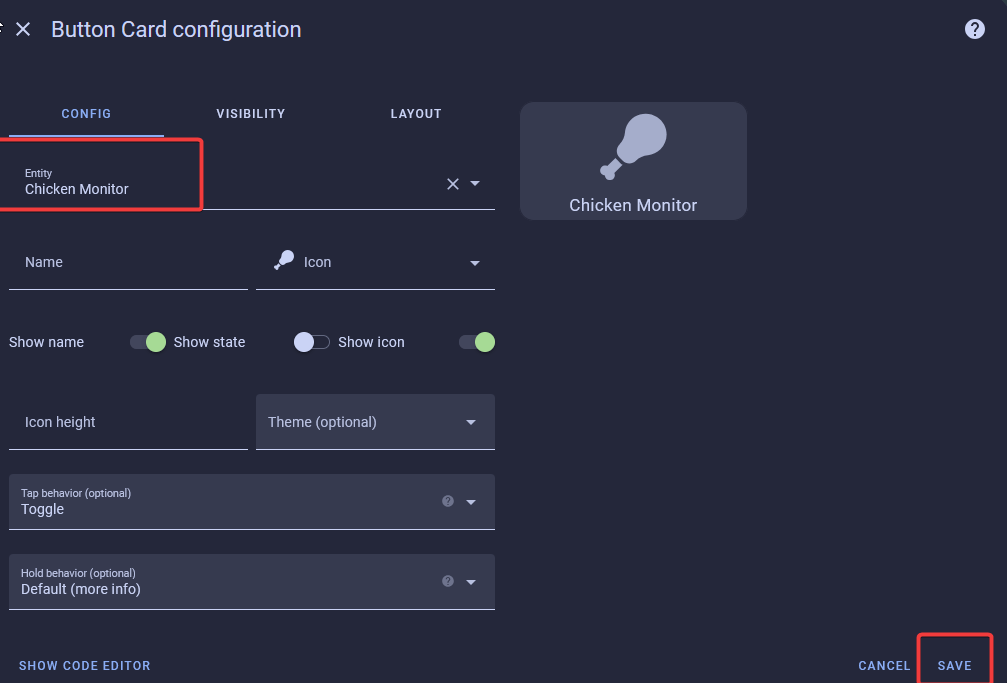 Button Card configuration
CONFIG
VISIBILITY
LAYOUT
Entity
Chicken Monitor
Chicken Monitor
Name
Icon
Show name
Show state
Show icon
Icon height
Theme (optional)
Tap behavior (optional)
Toggle
Hold behavior (optional)
Default (more info)
SHOW CODE EDITOR
CANCEL
SAVE